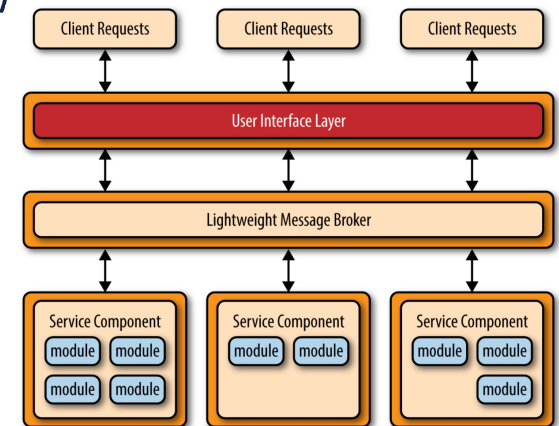 Client Requests Client Requests Client Requests
User Interface Layer
Lightweight Message Broker
Service Component Service Component Service Component
module module module module module module
module module module